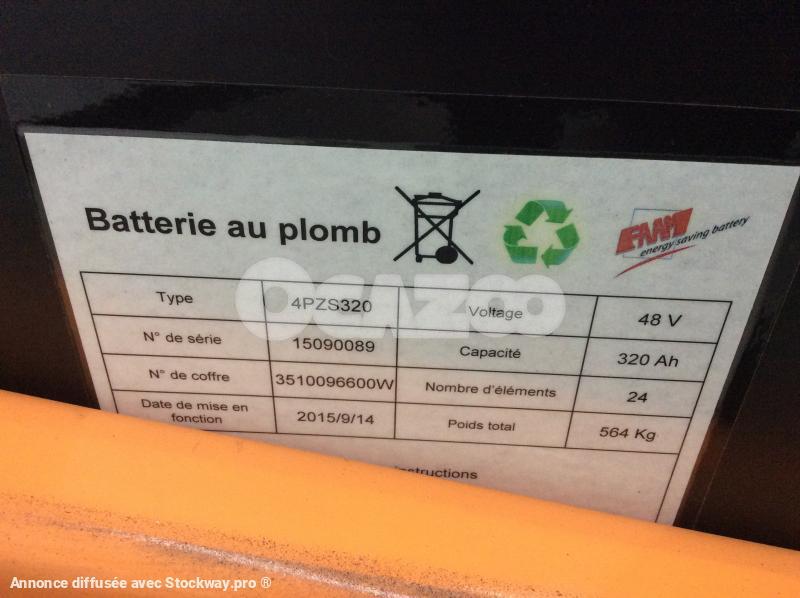 Batterie au plomb
FAAM
energy saving battery
Type 4PZS320 Voltage 48 V
N° de série 15090089 Capacité 320 Ah
N° de coffre 3510096600W Nombre d'éléments 24
Date de mise en fonction 2015/9/14 Poids total 564 Kg
OCAZOO
Annonce diffusée avec Stockway.pro ®